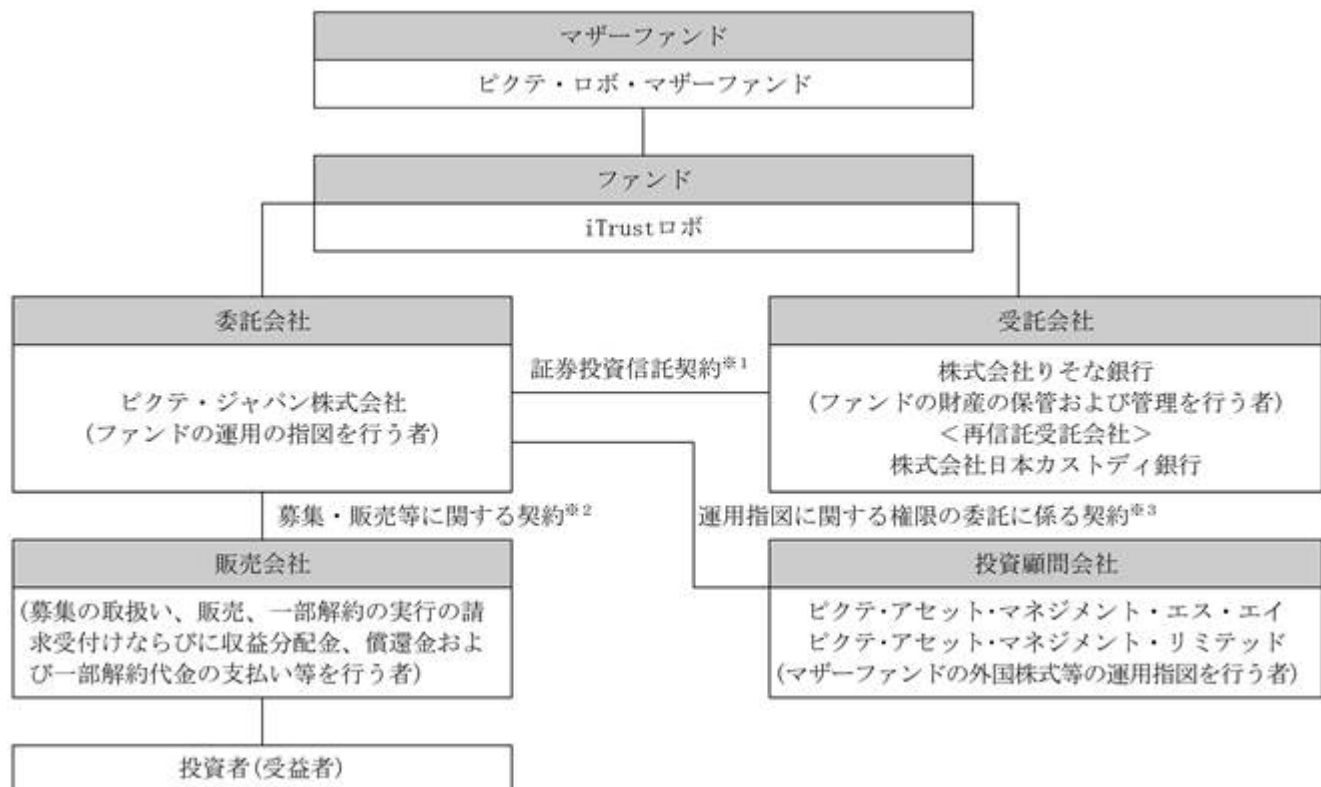 マザーファンド
ピクテ・ロボ・マザーファンド
ファンド
iTrustロボ
委託会社
ピクテ・ジャパン株式会社
(ファンドの運用の指図を行う者)
証券投資信託契約※1
受託会社
株式会社りそな銀行
(ファンドの財産の保管および管理を行う者)
＜再信託受託会社＞
株式会社日本カストディ銀行
募集・販売等に関する契約※2
運用指図に関する権限の委託に係る契約※3
販売会社
(募集の取扱い、販売、一部解約の実行の請
求受付けならびに収益分配金、償還金およ
び一部解約代金の支払い等を行う者)
投資顧問会社
ピクテ・アセット・マネジメント・エス・エイ
ピクテ・アセット・マネジメント・リミテッド
(マザーファンドの外国株式等の運用指図を行う者)
投資者(受益者)